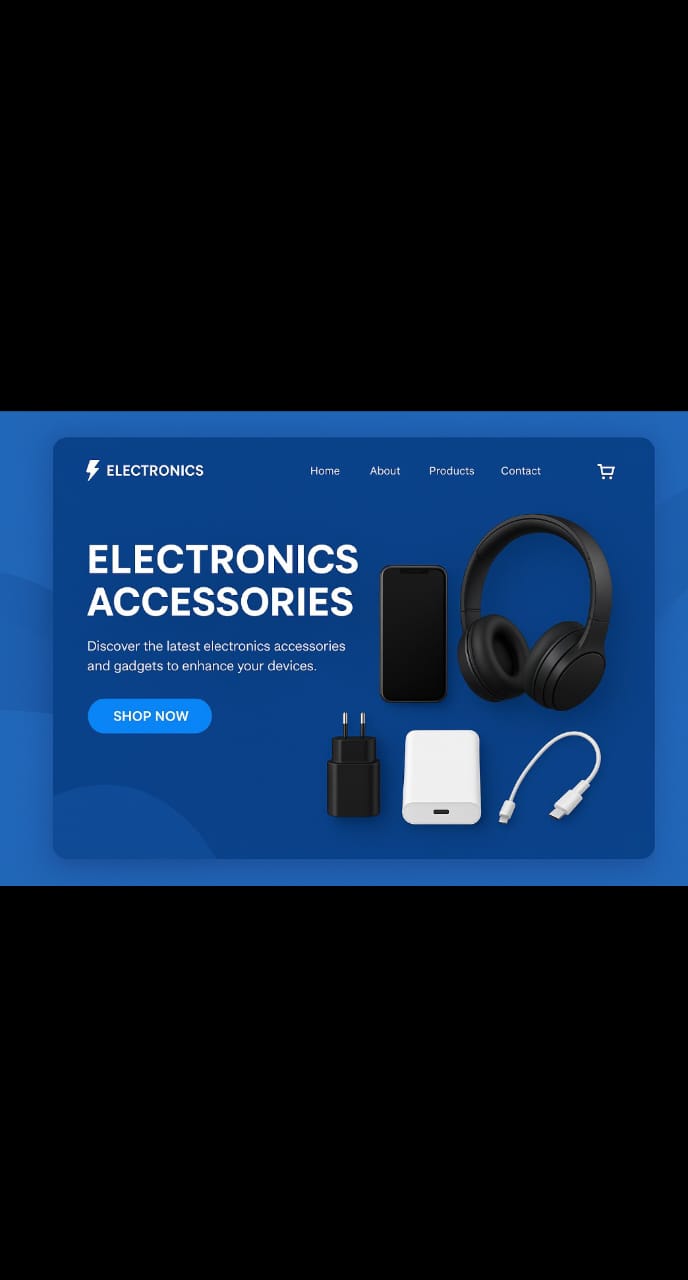 ELECTRONICS
Home About Products Contact
ELECTRONICS
ACCESSORIES
Discover the latest electronics accessories
and gadgets to enhance your devices.
SHOP NOW